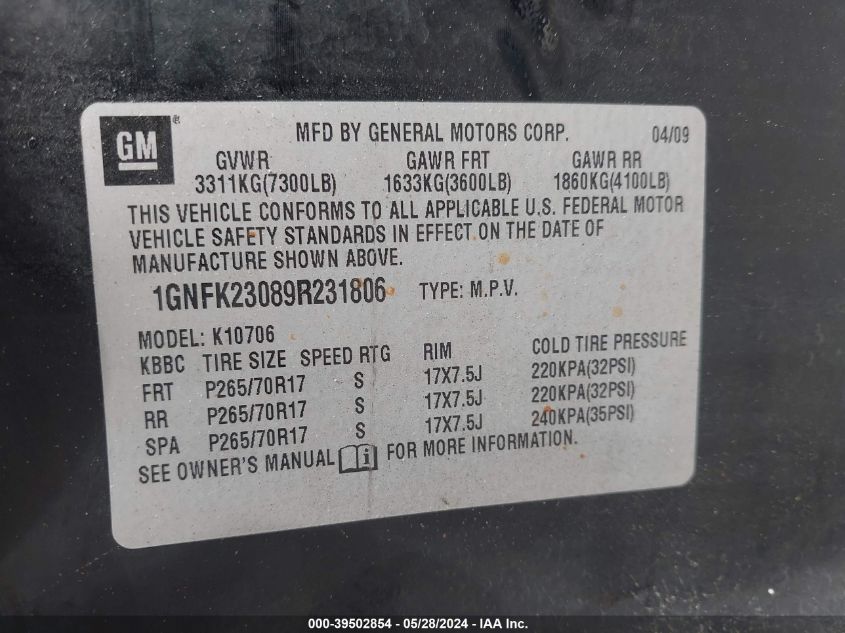 GM® MFD BY GENERAL MOTORS CORP. 04/09
GVWR GAWR FRT GAWR RR
3311KG(7300LB) 1633KG(3600LB) 1860KG(4100LB)
THIS VEHICLE CONFORMS TO ALL APPLICABLE U.S. FEDERAL MOTOR
VEHICLE SAFETY STANDARDS IN EFFECT ON THE DATE OF
MANUFACTURE SHOWN ABOVE.
1GNFK23089R231806 TYPE: M.P.V.
MODEL: K10706
KBBC TIRE SIZE SPEED RTG RIM COLD TIRE PRESSURE
FRT P265/70R17 S 17X7.5J 220KPA(32PSI)
RR P265/70R17 S 17X7.5J 220KPA(32PSI)
SPA P265/70R17 S 17X7.5J 240KPA(35PSI)
SEE OWNER'S MANUAL i FOR MORE INFORMATION.
000-39502854 - 05/28/2024 - IAA Inc.